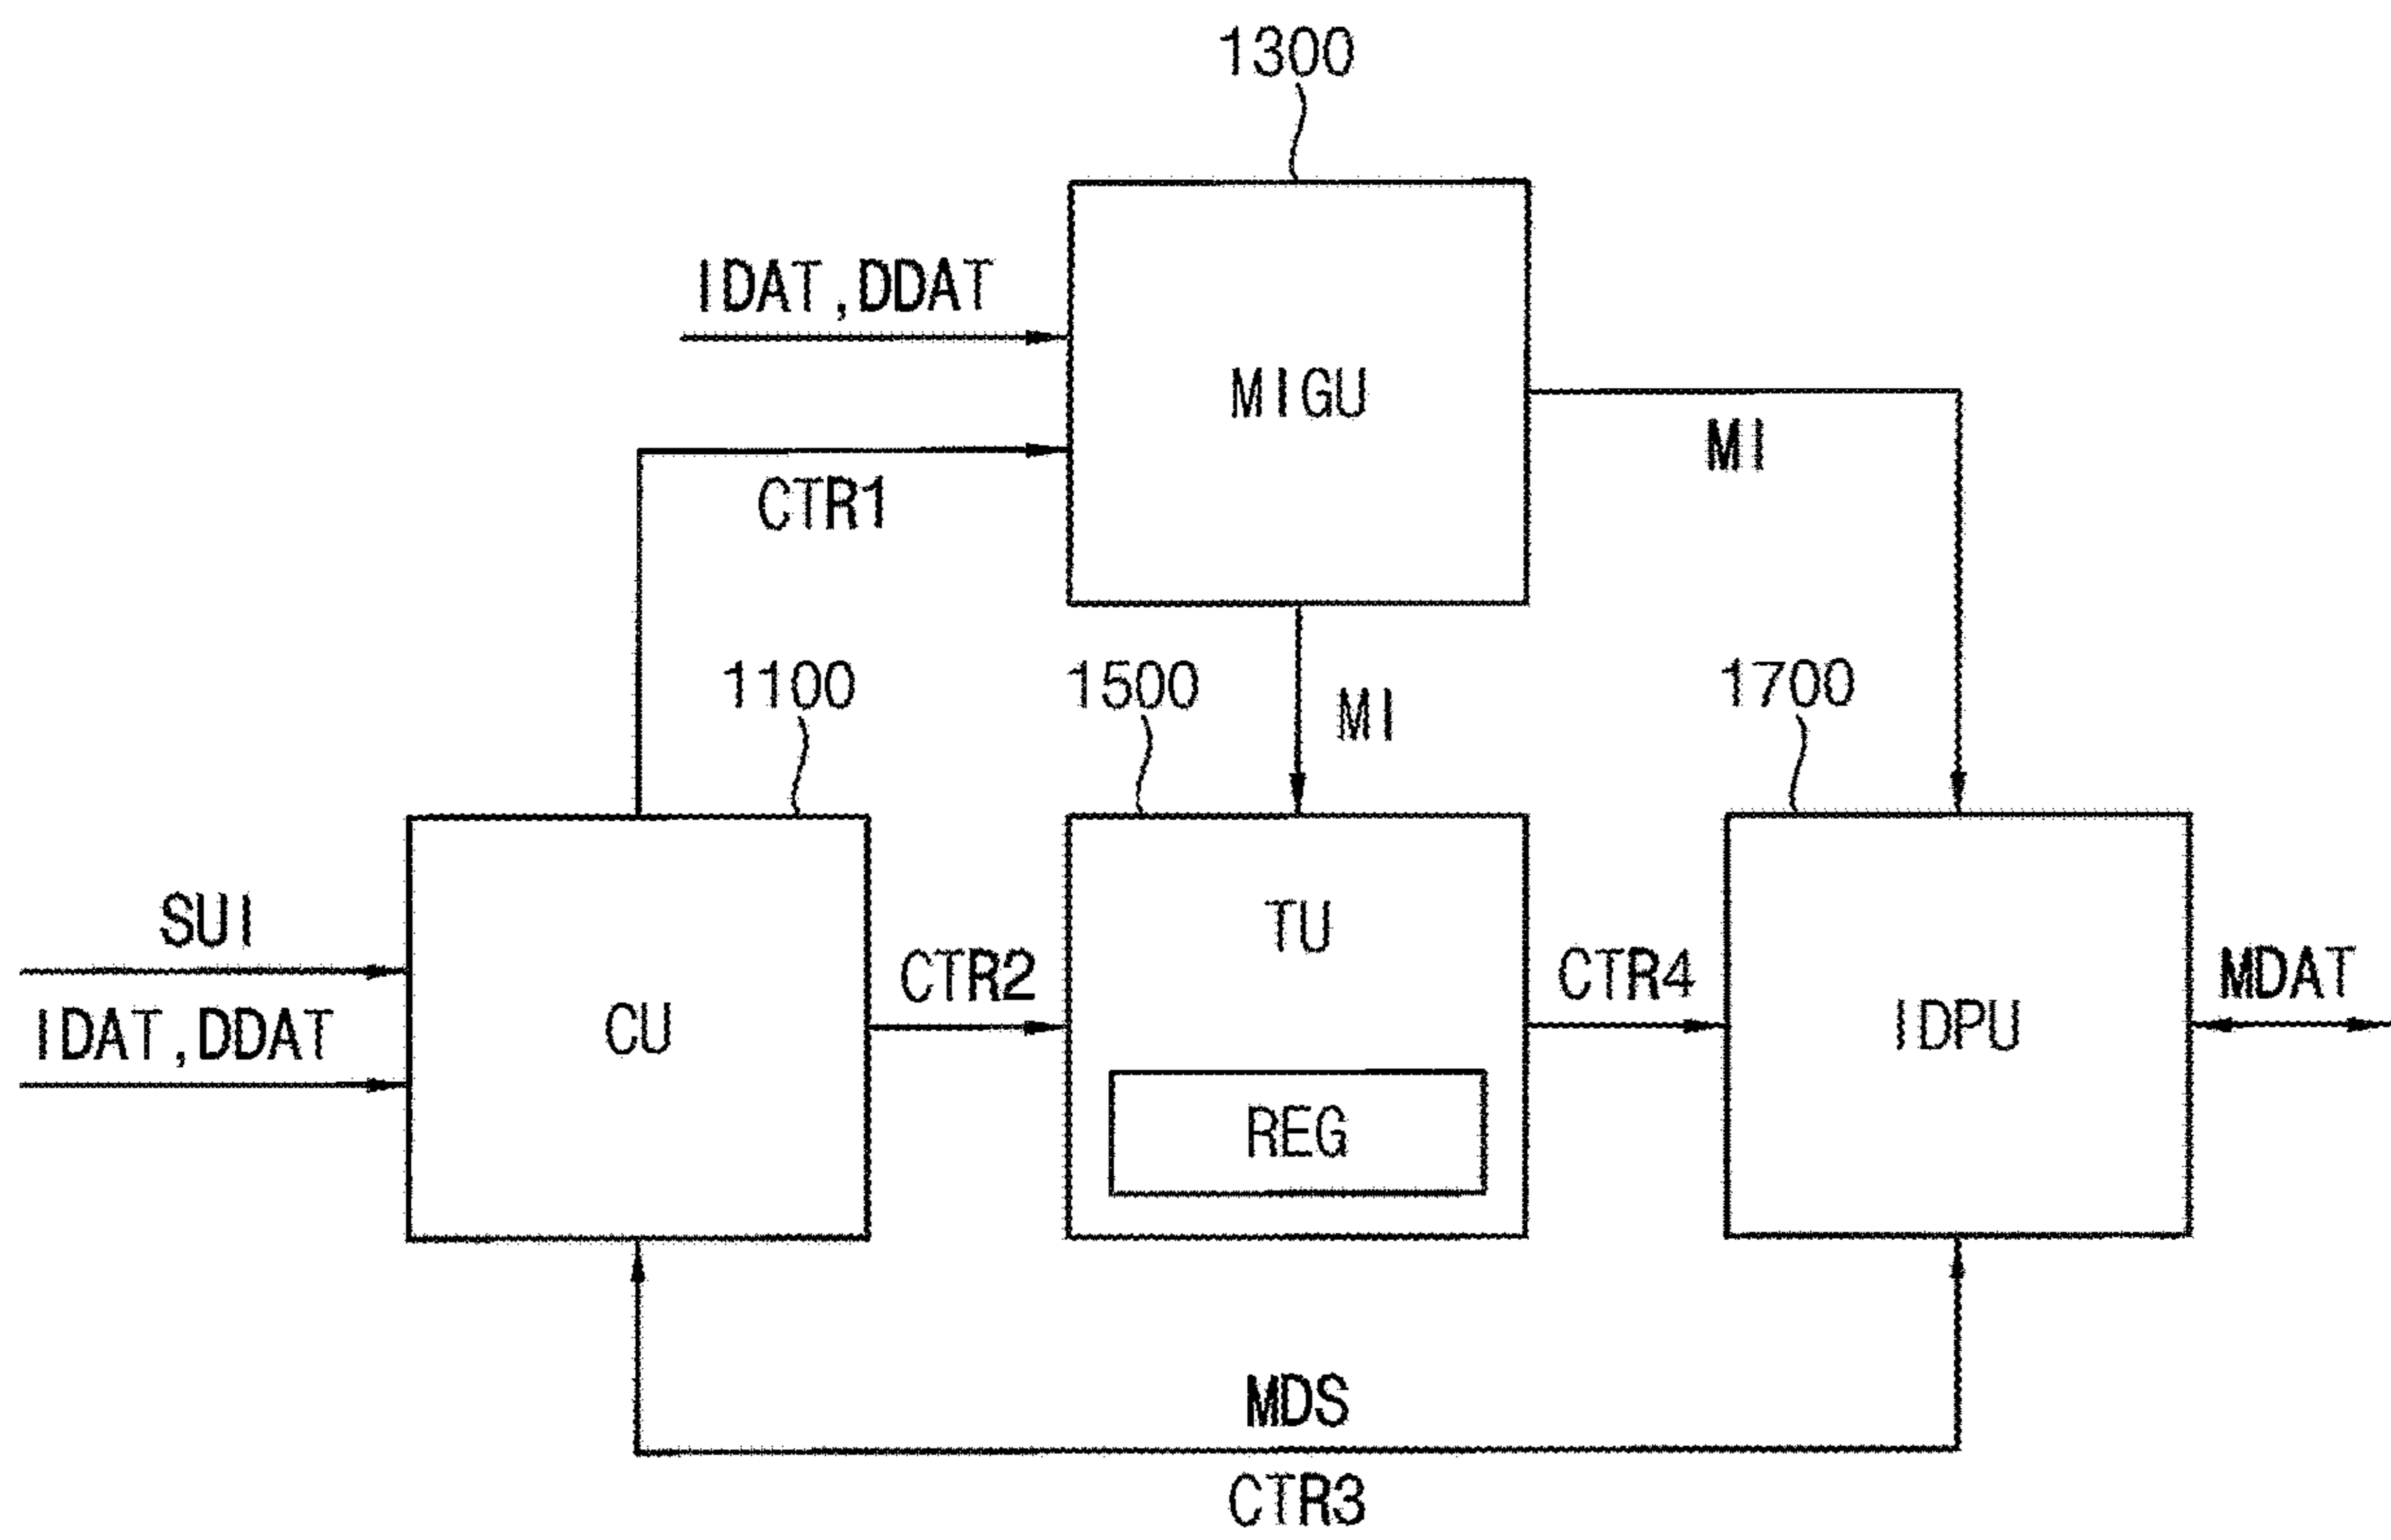 1300
IDAT,DDAT
MIGU
MI
CTR1
1100
1500
MI
1700
SUI
IDAT,DDAT
CU
CTR2
TU
REG
CTR4
IDPU
MDAT
MDS
CTR3